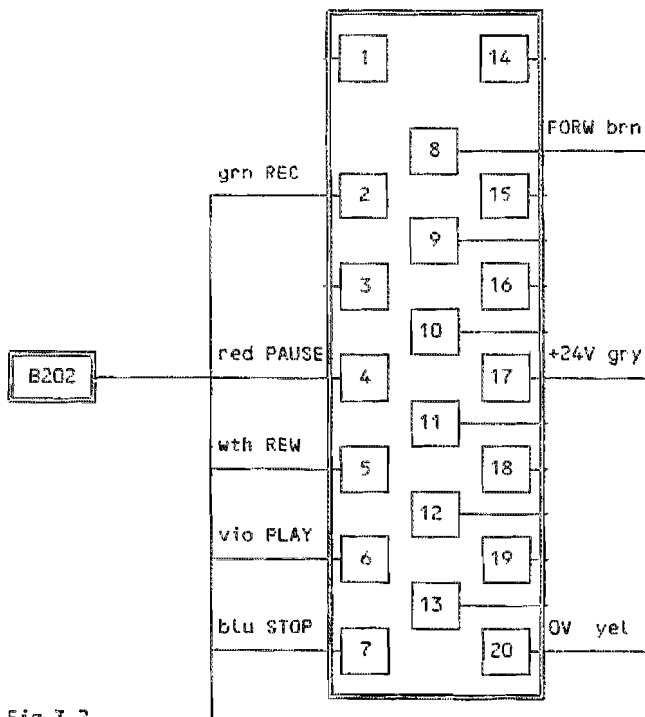 1 14
FORW brn
8
grn REC
2 15
9
3 16
10
red PAUSE +24V gry
B202 4 17
11
wth REW
5 18
12
vio PLAY
6 19
13
blu STOP 0V yel
7 20